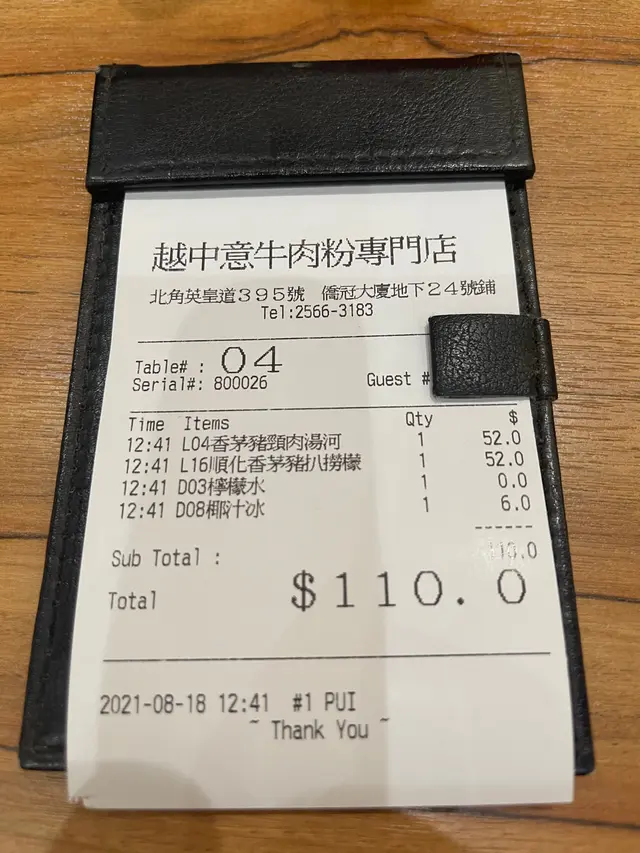 越中意牛肉粉專門店
北角英皇道395號 僑冠大廈地下24號鋪
Tel:2566-3183
Table# : 04
Serial#: 800026 Guest #
Time Items Qty $
12:41 L04香茅豬頸肉湯河 1 52.0
12:41 L16順化香茅豬扒撈檬 1 52.0
12:41 D03檸檬水 1 0.0
12:41 D08椰汁冰 1 6.0
------
Sub Total : 110.0
Total $110.0
2021-08-18 12:41 #1 PUI
~ Thank You ~